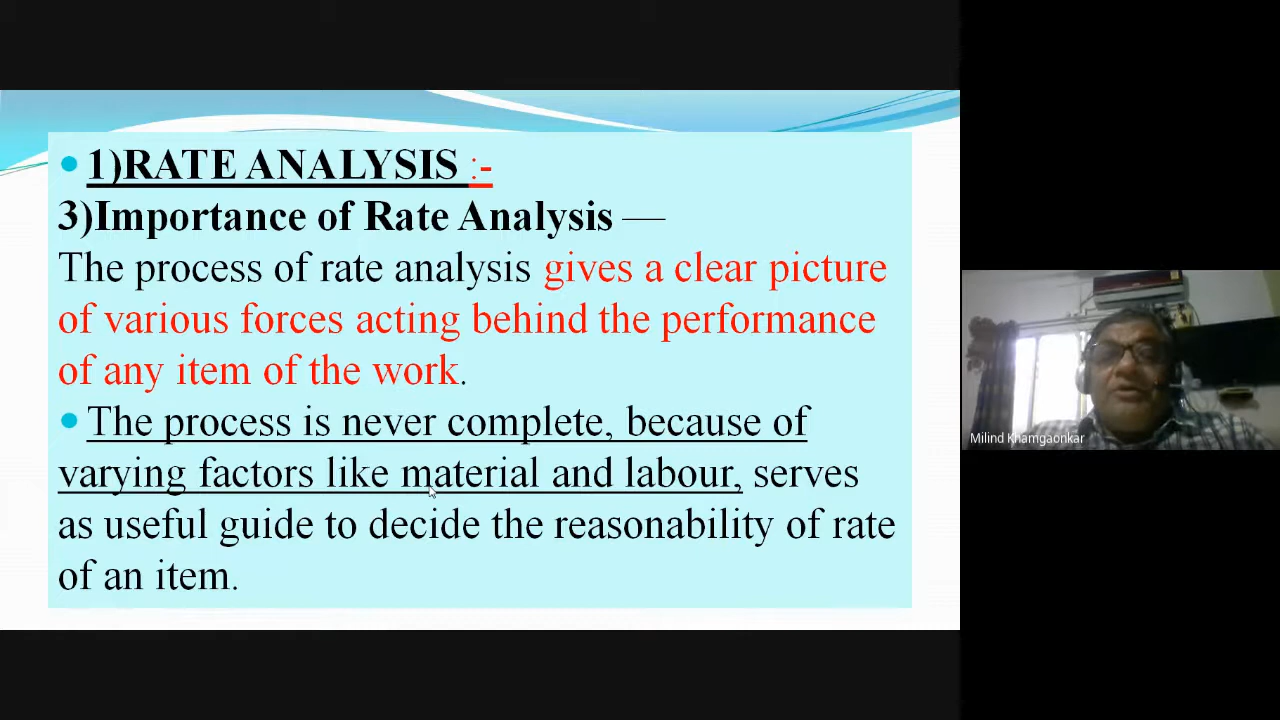 1)RATE ANALYSIS :-
3)Importance of Rate Analysis —
The process of rate analysis gives a clear picture
of various forces acting behind the performance
of any item of the work.
The process is never complete, because of
varying factors like material and labour, serves
as useful guide to decide the reasonability of rate
of an item.
Milind Khamgaonkar